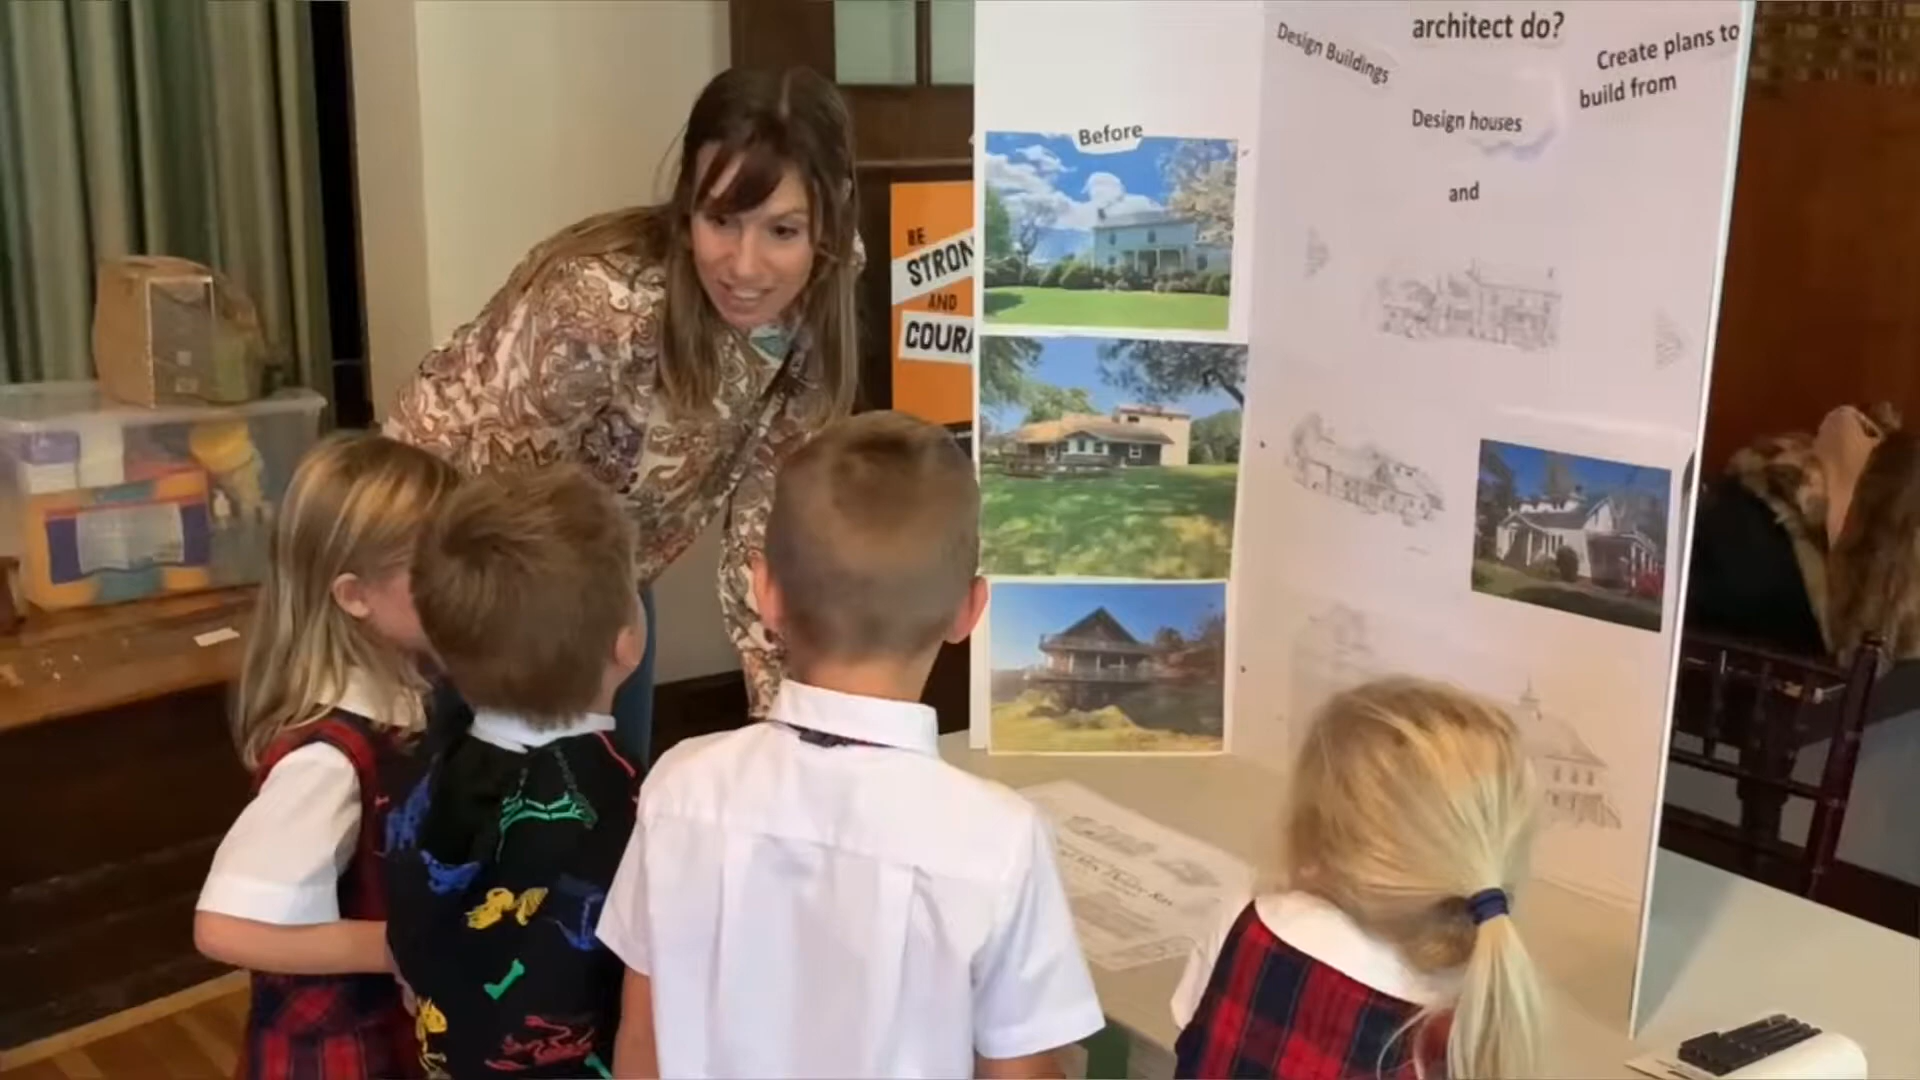 architect do?
Design Buildings
Create plans to
build from
Design houses
and
Before
BE
STRON
AND
COURA